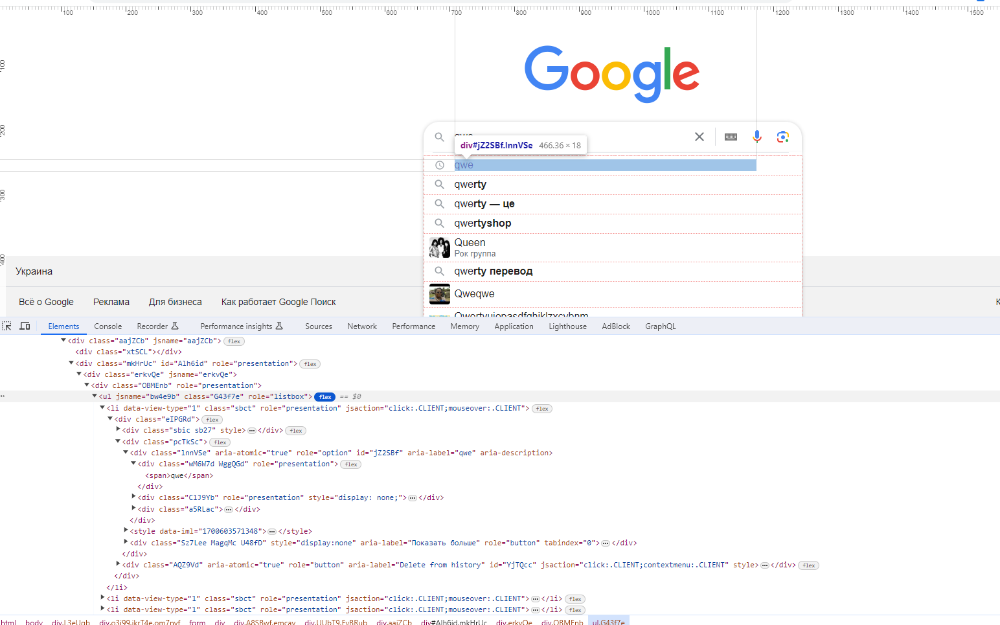 100 200 300 400 500 600 700 800 900 1000 1100 1200 1300 1400 1500
100
200
300
400
Google
div#jZ2SBf.lnnVSe 466.36 × 18
qwe
qwerty
qwerty — це
qwertyshop
Queen
Рок группа
qwerty перевод
Qweqwe
Qwertyuiopasdfghjklzxcvbnm
Украина
Всё о Google Реклама Для бизнеса Как работает Google Поиск
Elements Console Recorder Performance insights Sources Network Performance Memory Application Lighthouse AdBlock GraphQL
<div class="aajZCb" jsname="aajZCb"> flex
<div class="xtSCL"></div>
<div class="mkHrUc" id="Alh6id" role="presentation"> flex
<div class="erkvQe" jsname="erkvQe">
<div class="OBMEnb" role="presentation">
<ul jsname="bw4e9b" class="G43f7e" role="listbox"> flex == $0
<li data-view-type="1" class="sbct" role="presentation" jsaction="click:.CLIENT;mouseover:.CLIENT"> flex
<div class="eIPGRd"> flex
<div class="sbic sb27" style> … </div> flex
<div class="pcTkSc"> flex
<div class="lnnVSe" aria-atomic="true" role="option" id="jZ2SBf" aria-label="qwe" aria-description>
<div class="wM6W7d WggQGd" role="presentation"> flex
<span>qwe</span>
</div>
<div class="ClJ9Yb" role="presentation" style="display: none;"> … </div>
<div class="a5RLac"> … </div>
</div>
<style data-iml="1700603571348"> … </style>
<div class="Sz7Lee MagqMc U48fD" style="display:none" aria-label="Показать больше" role="button" tabindex="0"> … </div>
</div>
<div class="AQZ9Vd" aria-atomic="true" role="button" aria-label="Delete from history" id="YjTQcc" jsaction="click:.CLIENT;contextmenu:.CLIENT" style> … </div> flex
</div>
</li>
<li data-view-type="1" class="sbct" role="presentation" jsaction="click:.CLIENT;mouseover:.CLIENT"> … </li> flex
<li data-view-type="1" class="sbct" role="presentation" jsaction="click:.CLIENT;mouseover:.CLIENT"> … </li> flex
html body div.L3eUgb div.o3j99.ikrT4e.om7nvf form div div.A8SBwf.emcav div.UUbT9.EyBRub div.aajZCb div#Alh6id.mkHrUc div.erkvQe div.OBMEnb ul.G43f7e